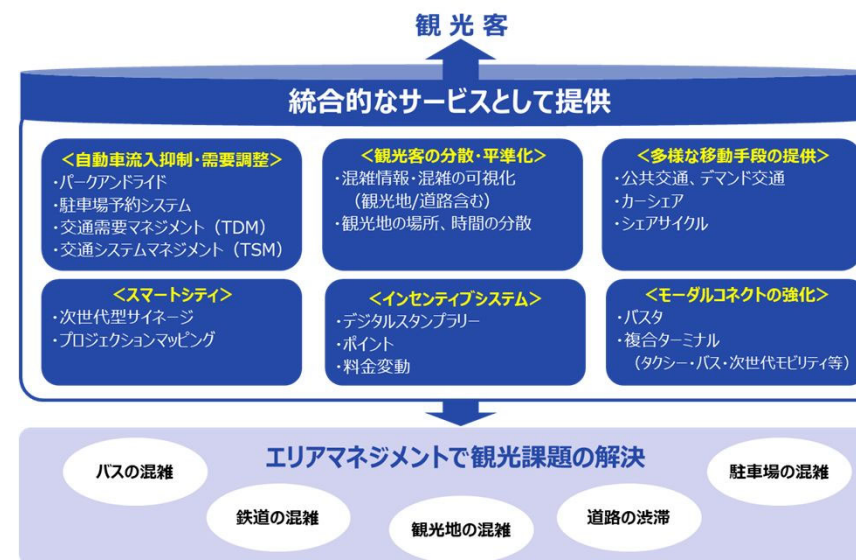 観光客
統合的なサービスとして提供
＜自動車流入抑制・需要調整＞
・パークアンドライド
・駐車場予約システム
・交通需要マネジメント（TDM）
・交通システムマネジメント（TSM）
＜観光客の分散・平準化＞
・混雑情報・混雑の可視化
（観光地/道路含む）
・観光地の場所、時間の分散
＜多様な移動手段の提供＞
・公共交通、デマンド交通
・カーシェア
・シェアサイクル
＜スマートシティ＞
・次世代型サイネージ
・プロジェクションマッピング
＜インセンティブシステム＞
・デジタルスタンプラリー
・ポイント
・料金変動
＜モーダルコネクトの強化＞
・バスタ
・複合ターミナル
（タクシー・バス・次世代モビリティ等）
エリアマネジメントで観光課題の解決
バスの混雑
鉄道の混雑
観光地の混雑
道路の渋滞
駐車場の混雑